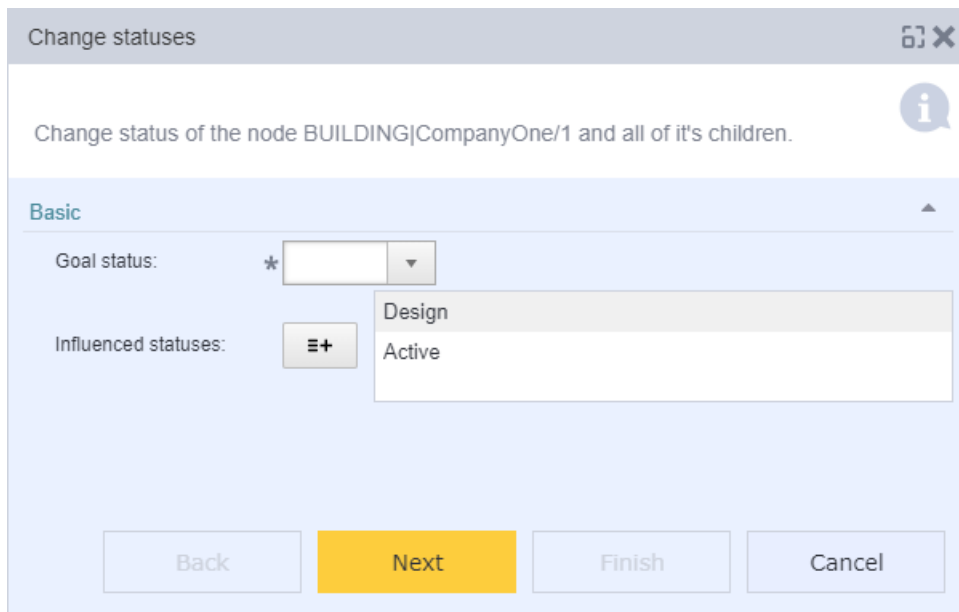 Change statuses
Change status of the node BUILDING|CompanyOne/1 and all of it's children.
Basic
Goal status: *
Design
Influenced statuses:
Active
Back Next Finish Cancel